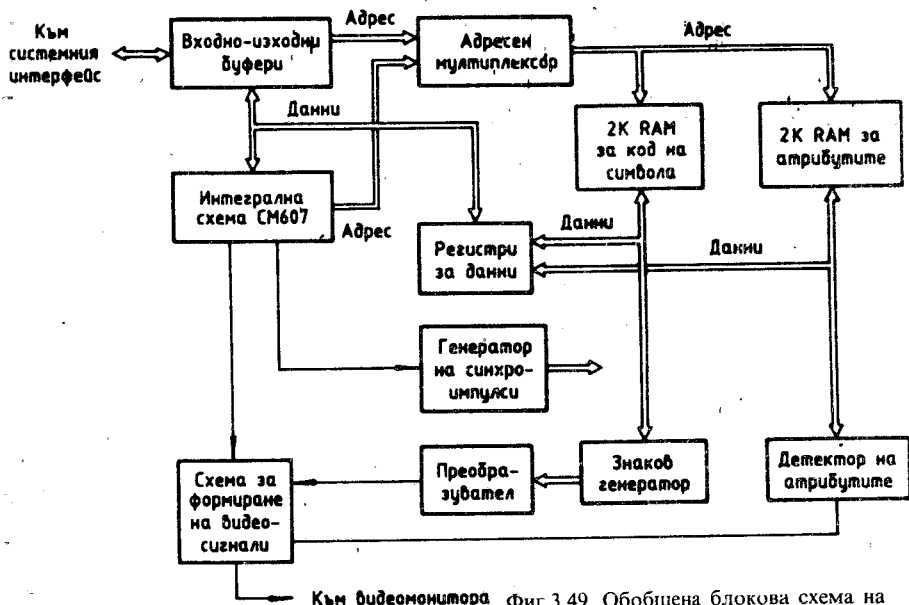 Към
системния
интерфейс
Входно-изходни
буфери
Адрес
Адресен
мултиплексор
Адрес
Данни
2K RAM
за код на
символа
2K RAM за
атрибутите
Интегрална
схема СМ607
Адрес
Регистри
за данни
Данни
Данни
Генератор
на синхро-
импулси
Схема за
формиране
на видео-
сигнали
Преобра-
зувател
Знаков
генератор
Детектор на
атрибутите
Към видеомонитора
Фиг 3.49 Обобщена блокова схема на